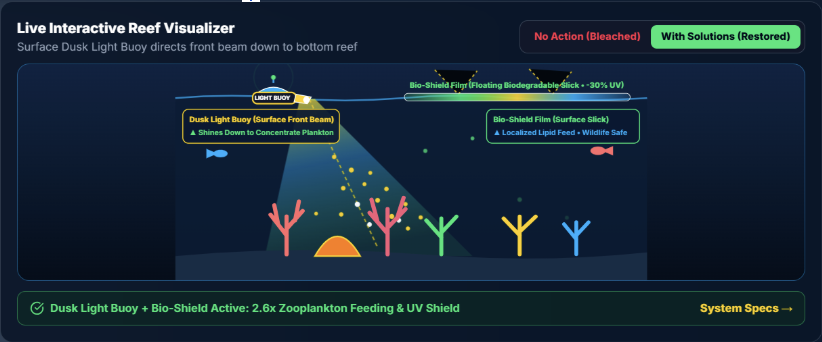 Live Interactive Reef Visualizer
Surface Dusk Light Buoy directs front beam down to bottom reef
No Action (Bleached)
With Solutions (Restored)
Bio-Shield Film (Floating Biodegradable Slick • -30% UV)
LIGHT BUOY
Dusk Light Buoy (Surface Front Beam)
▲ Shines Down to Concentrate Plankton
Bio-Shield Film (Surface Slick)
▲ Localized Lipid Feed • Wildlife Safe
Dusk Light Buoy + Bio-Shield Active: 2.6x Zooplankton Feeding & UV Shield
System Specs →